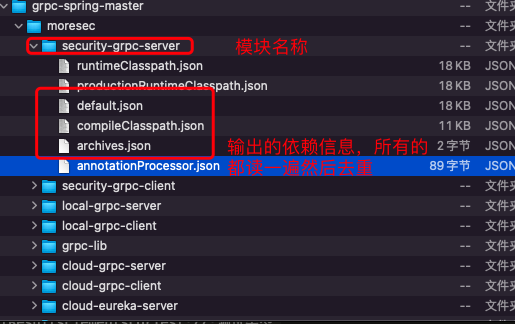 grpc-spring-master -- 文件夹
moresec -- 文件夹
security-grpc-server 模块名称 -- 文件夹
runtimeClasspath.json 18 KB JSON
productionRuntimeClasspath.json 18 KB JSON
default.json 18 KB JSON
compileClasspath.json 11 KB JSON
archives.json 输出的依赖信息，所有的 2 字节 JSON
annotationProcessor.json 都读一遍然后去重 89 字节 JSON
security-grpc-client -- 文件夹
local-grpc-server -- 文件夹
local-grpc-client -- 文件夹
grpc-lib -- 文件夹
cloud-grpc-server -- 文件夹
cloud-grpc-client -- 文件夹
cloud-eureka-server -- 文件夹